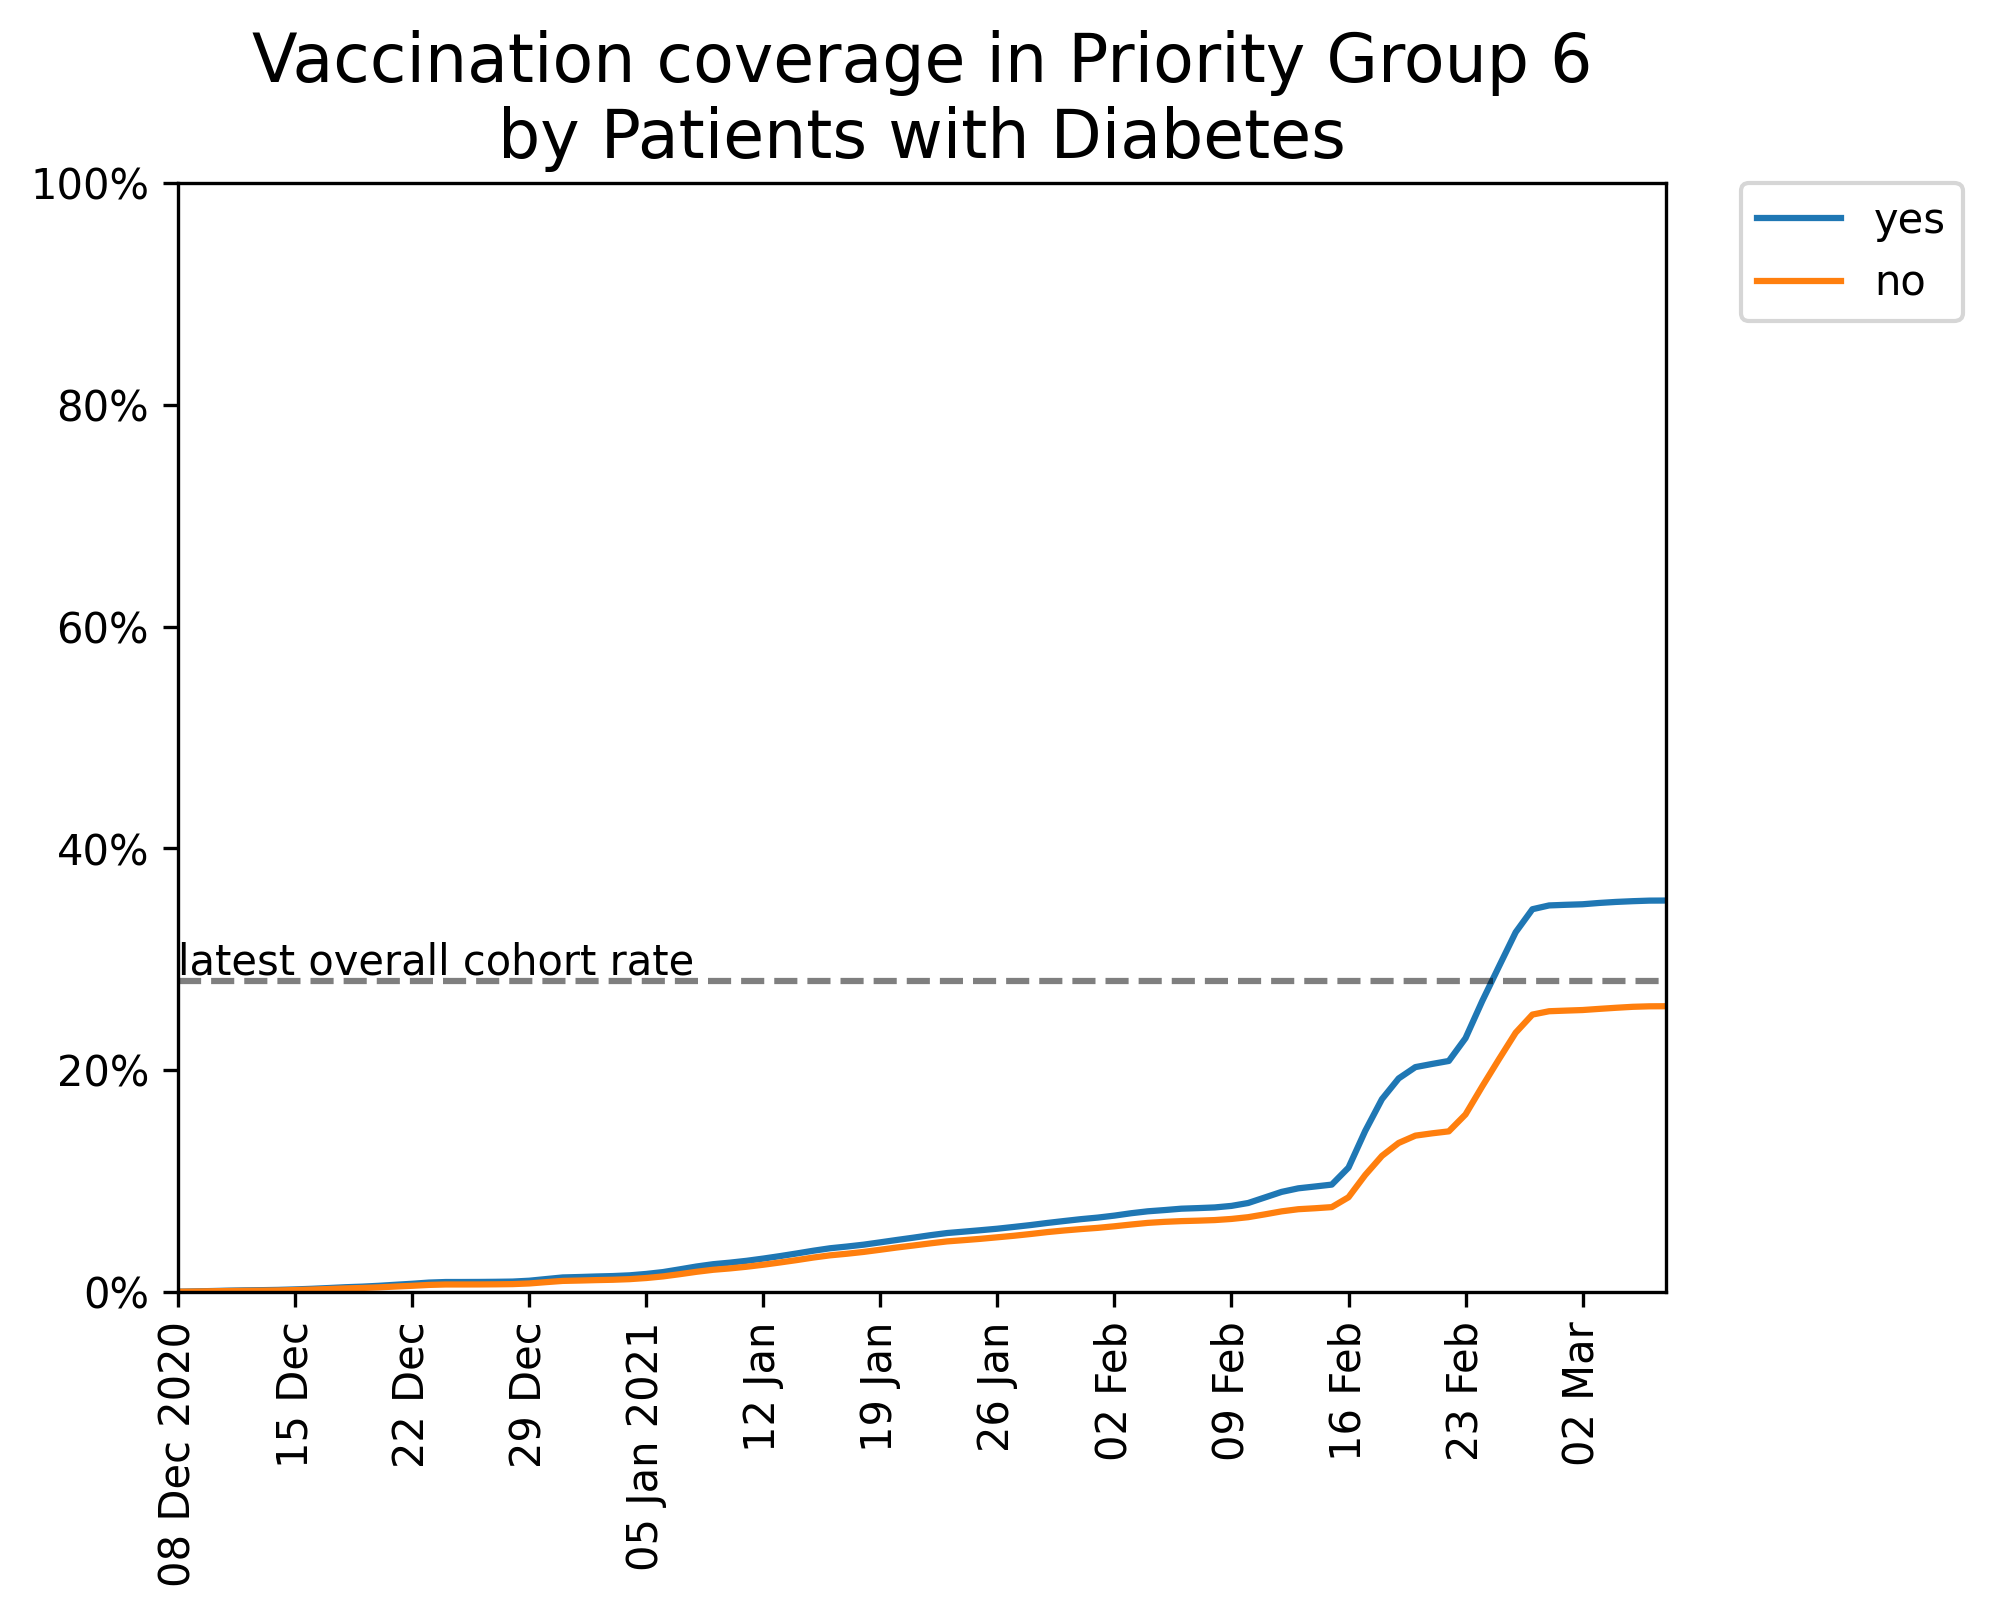 Vaccination coverage in Priority Group 6
by Patients with Diabetes
100%
80%
60%
40%
20%
0%
latest overall cohort rate
yes
no
08 Dec 2020
15 Dec
22 Dec
29 Dec
05 Jan 2021
12 Jan
19 Jan
26 Jan
02 Feb
09 Feb
16 Feb
23 Feb
02 Mar